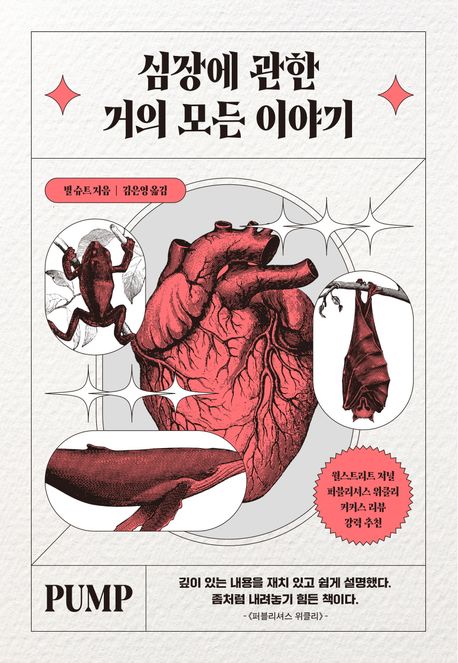 심장에 관한
거의 모든 이야기
빌 슈트 지음 | 김은영 옮김
월스트리트 저널
퍼블리셔스 위클리
커커스 리뷰
강력 추천
PUMP
깊이 있는 내용을 재치 있고 쉽게 설명했다.
좀처럼 내려놓기 힘든 책이다.
-《퍼블리셔스 위클리》-